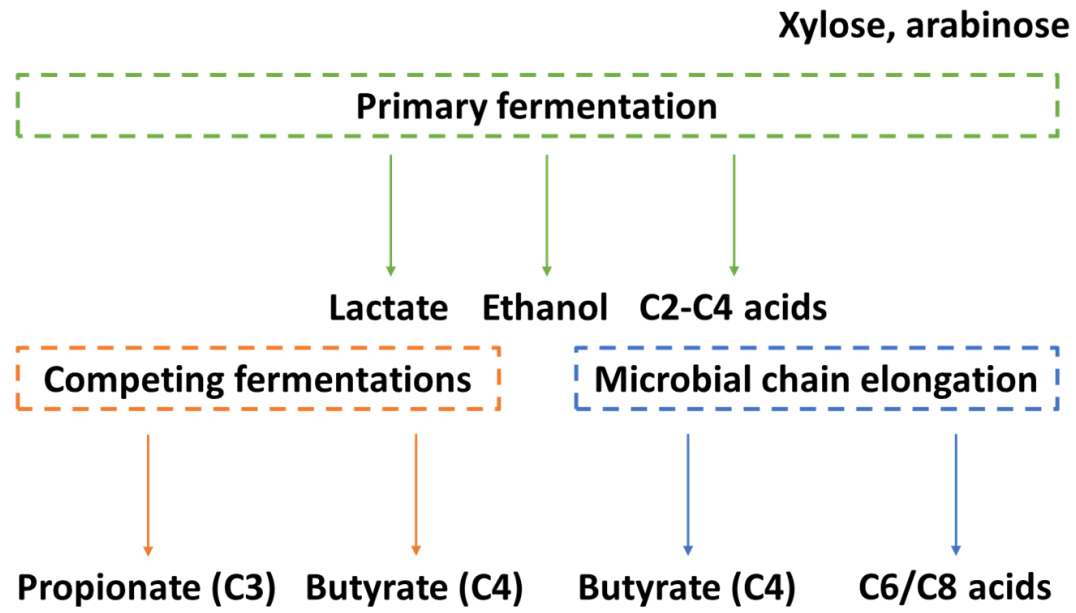 Xylose, arabinose
Primary fermentation
Lactate Ethanol C2-C4 acids
Competing fermentations Microbial chain elongation
Propionate (C3) Butyrate (C4) Butyrate (C4) C6/C8 acids